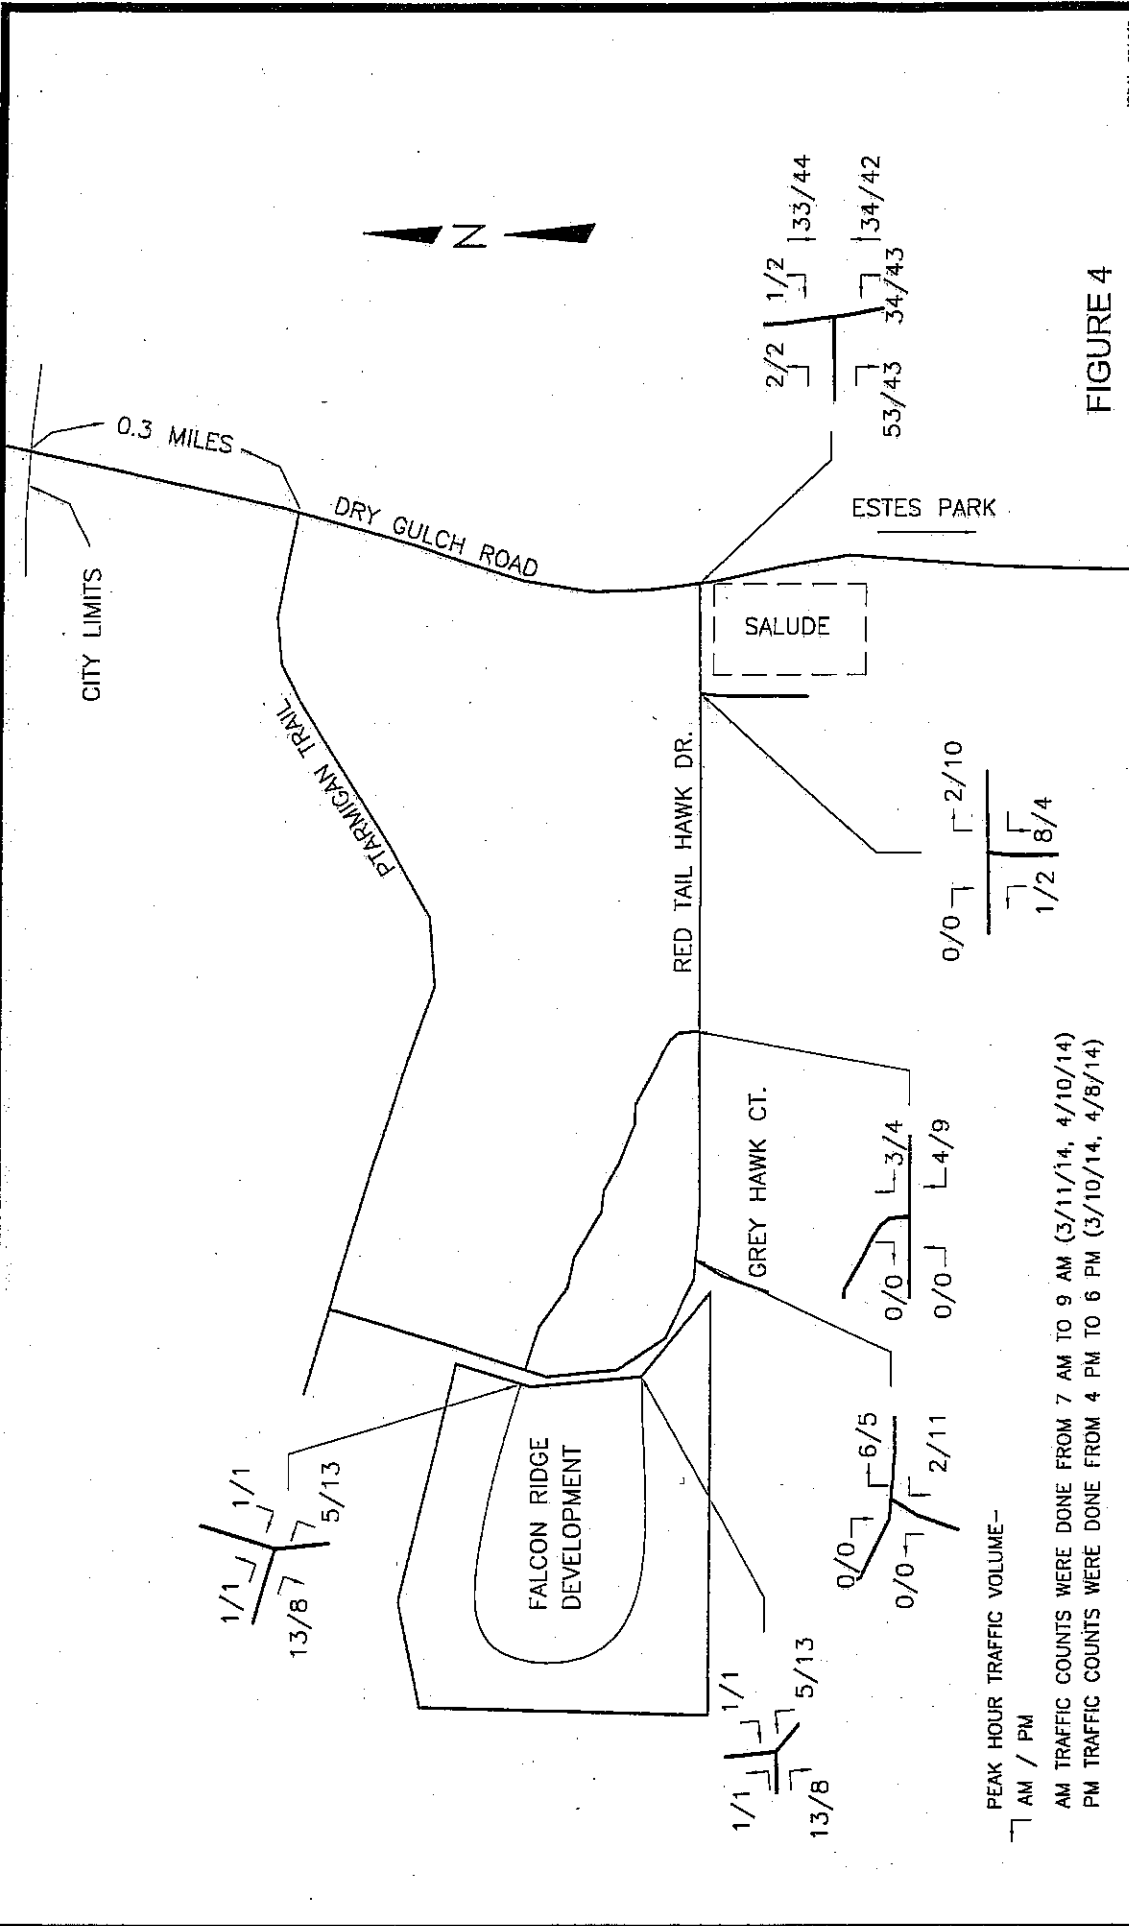 CITY LIMITS
0.3 MILES
DRY GULCH ROAD
PTARMIGAN TRAIL
N
ESTES PARK
SALUDE
RED TAIL HAWK DR.
GREY HAWK CT.
FALCON RIDGE
DEVELOPMENT
1/1
1/1
13/8
5/13
1/1
1/1
13/8
5/13
0/0
6/5
0/0
2/11
0/0
3/4
0/0
4/9
0/0
2/10
1/2
8/4
2/2
1/2
33/44
53/43
34/43
34/42
PEAK HOUR TRAFFIC VOLUME-
AM / PM
AM TRAFFIC COUNTS WERE DONE FROM 7 AM TO 9 AM (3/11/14, 4/10/14)
PM TRAFFIC COUNTS WERE DONE FROM 4 PM TO 6 PM (3/10/14, 4/8/14)
FIGURE 4